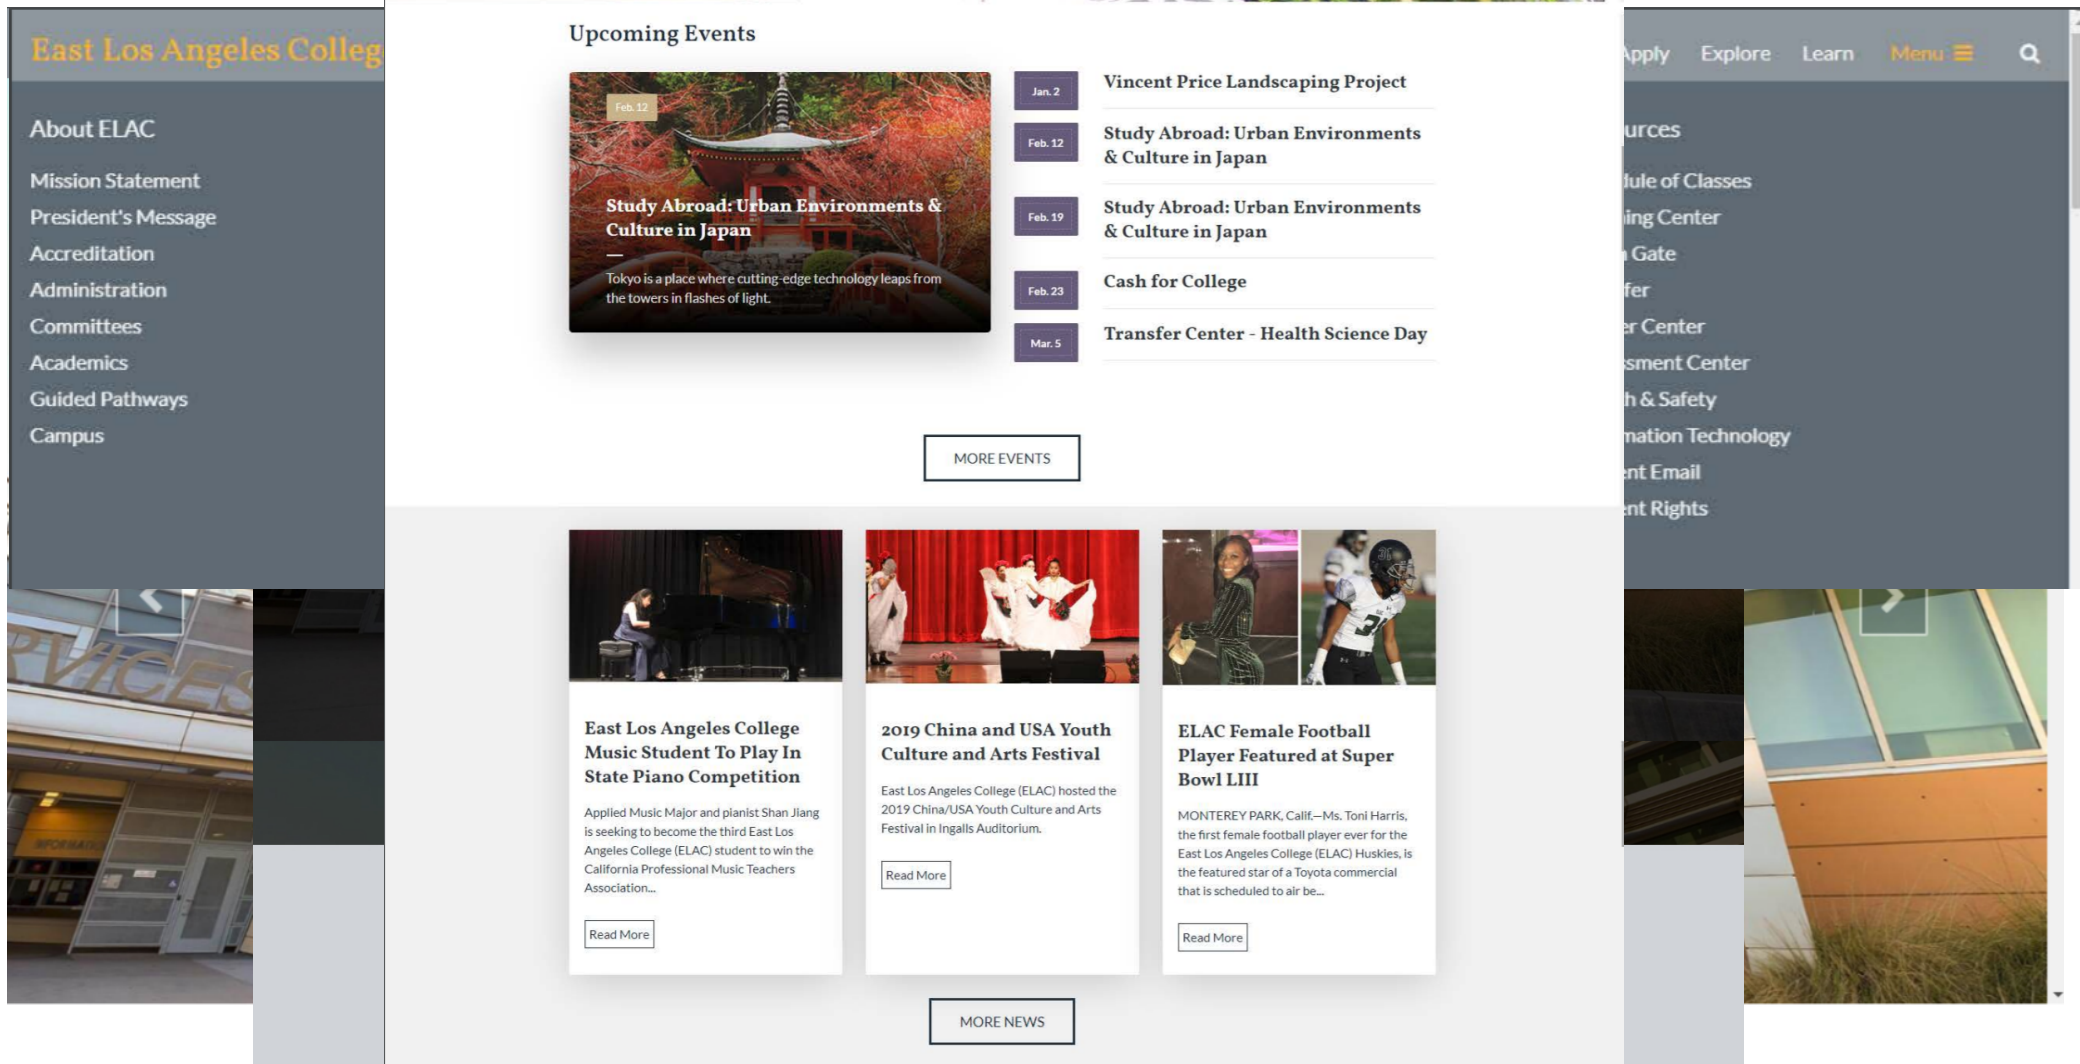 East Los Angeles Colleg
Apply Explore Learn Menu
About ELAC
Mission Statement
President's Message
Accreditation
Administration
Committees
Academics
Guided Pathways
Campus
Upcoming Events
Feb. 12
Study Abroad: Urban Environments &
Culture in Japan
Tokyo is a place where cutting-edge technology leaps from
the towers in flashes of light.
Jan. 2
Vincent Price Landscaping Project
Feb. 12
Study Abroad: Urban Environments
& Culture in Japan
Feb. 19
Study Abroad: Urban Environments
& Culture in Japan
Feb. 23
Cash for College
Mar. 5
Transfer Center - Health Science Day
MORE EVENTS
East Los Angeles College
Music Student To Play In
State Piano Competition
Applied Music Major and pianist Shan Jiang
is seeking to become the third East Los
Angeles College (ELAC) student to win the
California Professional Music Teachers
Association...
Read More
2019 China and USA Youth
Culture and Arts Festival
East Los Angeles College (ELAC) hosted the
2019 China/USA Youth Culture and Arts
Festival in Ingalls Auditorium.
Read More
ELAC Female Football
Player Featured at Super
Bowl LIII
MONTEREY PARK, Calif.—Ms. Toni Harris,
the first female football player ever for the
East Los Angeles College (ELAC) Huskies, is
the featured star of a Toyota commercial
that is scheduled to air be...
Read More
MORE NEWS
urces
dule of Classes
ing Center
Gate
fer
er Center
sment Center
h & Safety
mation Technology
ent Email
ent Rights
RVICES
INFORMATION
31